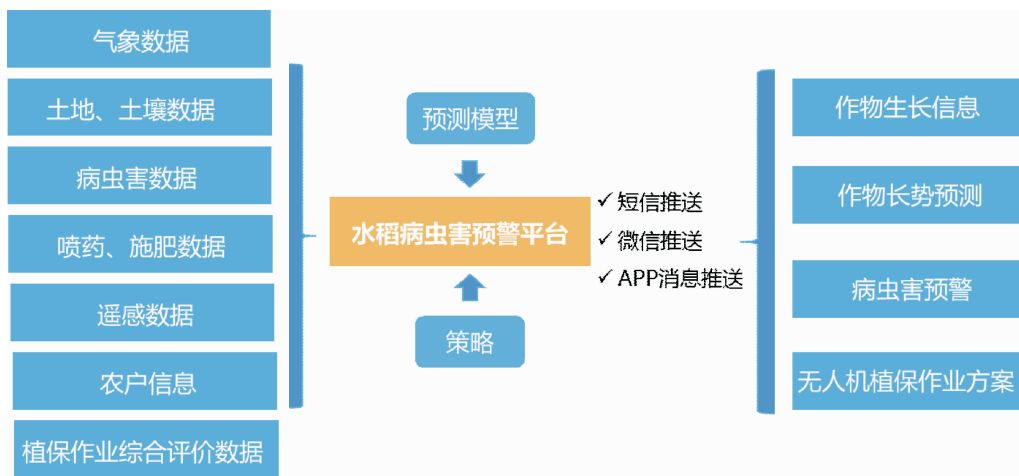 气象数据
土地、土壤数据
病虫害数据
喷药、施肥数据
遥感数据
农户信息
植保作业综合评价数据
预测模型
水稻病虫害预警平台
策略
✓短信推送
✓微信推送
✓APP消息推送
作物生长信息
作物长势预测
病虫害预警
无人机植保作业方案